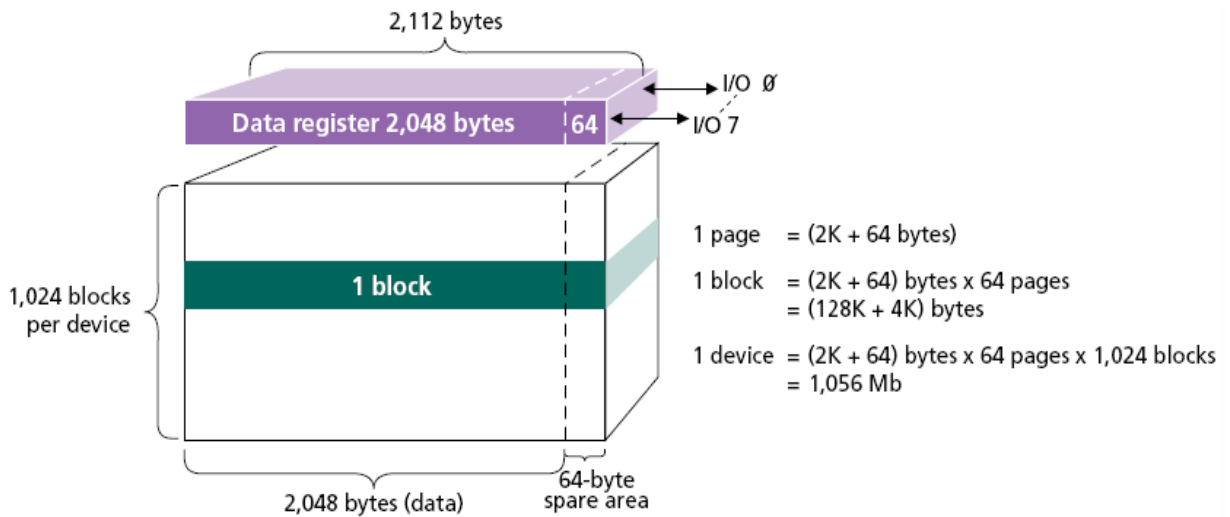 2,112 bytes
I/O Ø
Data register 2,048 bytes 64
I/O 7
1 page = (2K + 64 bytes)
1 block
1 block = (2K + 64) bytes x 64 pages
= (128K + 4K) bytes
1,024 blocks
per device
1 device = (2K + 64) bytes x 64 pages x 1,024 blocks
= 1,056 Mb
64-byte
spare area
2,048 bytes (data)